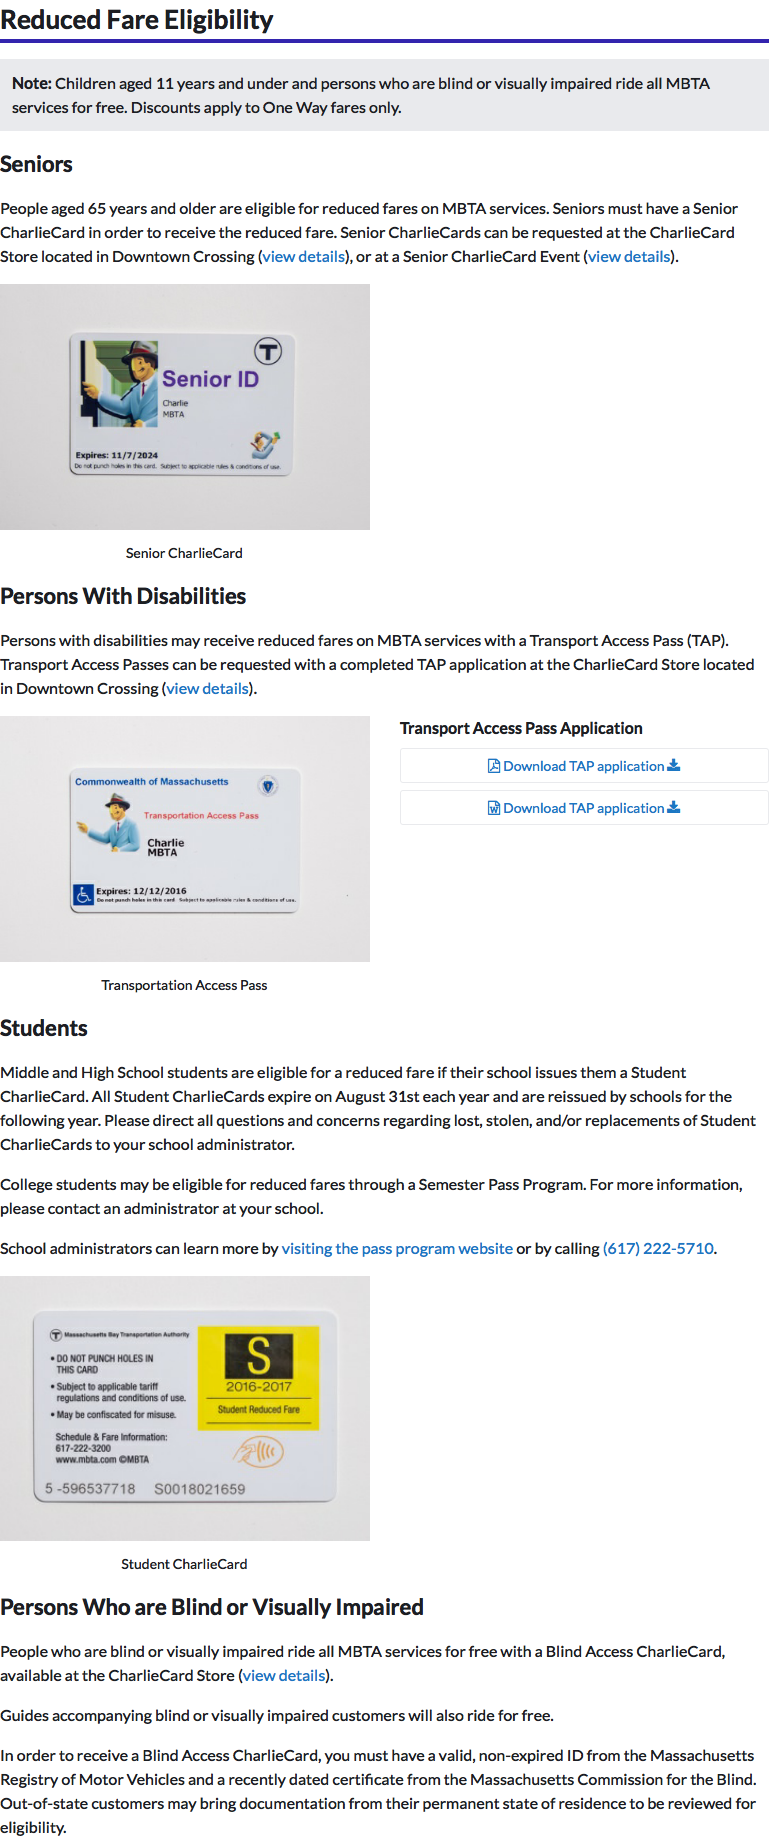 Reduced Fare Eligibility
Note: Children aged 11 years and under and persons who are blind or visually impaired ride all MBTA
services for free. Discounts apply to One Way fares only.
Seniors
People aged 65 years and older are eligible for reduced fares on MBTA services. Seniors must have a Senior
CharlieCard in order to receive the reduced fare. Senior CharlieCards can be requested at the CharlieCard
Store located in Downtown Crossing (view details), or at a Senior CharlieCard Event (view details).
T
Senior ID
Charlie
MBTA
Expires: 11/7/2024
Do not punch holes in this card. Subject to applicable rules & conditions of use.
Senior CharlieCard
Persons With Disabilities
Persons with disabilities may receive reduced fares on MBTA services with a Transport Access Pass (TAP).
Transport Access Passes can be requested with a completed TAP application at the CharlieCard Store located
in Downtown Crossing (view details).
Commonwealth of Massachusetts
Transportation Access Pass
Charlie
MBTA
Expires: 12/12/2016
Do not punch holes in this card. Subject to applicable rules & conditions of use.
Transport Access Pass Application
Download TAP application
Download TAP application
Transportation Access Pass
Students
Middle and High School students are eligible for a reduced fare if their school issues them a Student
CharlieCard. All Student CharlieCards expire on August 31st each year and are reissued by schools for the
following year. Please direct all questions and concerns regarding lost, stolen, and/or replacements of Student
CharlieCards to your school administrator.
College students may be eligible for reduced fares through a Semester Pass Program. For more information,
please contact an administrator at your school.
School administrators can learn more by visiting the pass program website or by calling (617) 222-5710.
T Massachusetts Bay Transportation Authority
• DO NOT PUNCH HOLES IN
THIS CARD
• Subject to applicable tariff
regulations and conditions of use.
• May be confiscated for misuse.
Schedule & Fare Information:
617-222-3200
www.mbta.com ©MBTA
S
2016-2017
Student Reduced Fare
5 -596537718 S0018021659
Student CharlieCard
Persons Who are Blind or Visually Impaired
People who are blind or visually impaired ride all MBTA services for free with a Blind Access CharlieCard,
available at the CharlieCard Store (view details).
Guides accompanying blind or visually impaired customers will also ride for free.
In order to receive a Blind Access CharlieCard, you must have a valid, non-expired ID from the Massachusetts
Registry of Motor Vehicles and a recently dated certificate from the Massachusetts Commission for the Blind.
Out-of-state customers may bring documentation from their permanent state of residence to be reviewed for
eligibility.